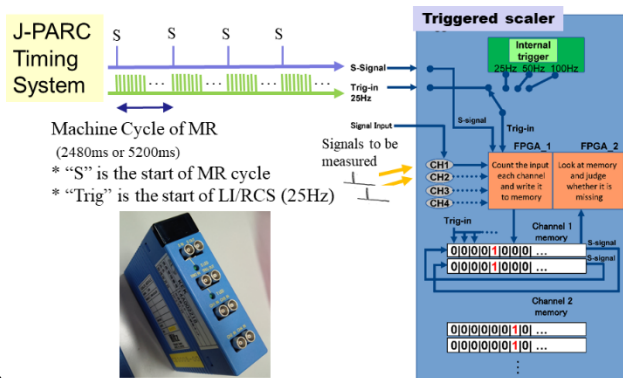 J-PARC
Timing
System
S
S
S
S
S-Signal
Trig-in
25Hz
Machine Cycle of MR
(2480ms or 5200ms)
* "S" is the start of MR cycle
* "Trig" is the start of LI/RCS (25Hz)
Signal Input
Signals to be
measured
Triggered scaler
Internal
trigger
25Hz 50Hz 100Hz
S-signal
Trig-in
FPGA_1
FPGA_2
CH1
CH2
CH3
CH4
Count the input
each channel
and write it
to memory
Look at memory
and judge
whether it is
missing
Trig-in
Channel 1
memory
S-signal
0|0|0|0|1|0|0|0| ...
S-signal
0|0|0|0|1|0|0|0| ...
Channel 2
memory
0|0|0|0|0|0|1|0| ...
0|0|0|0|0|0|1|0| ...